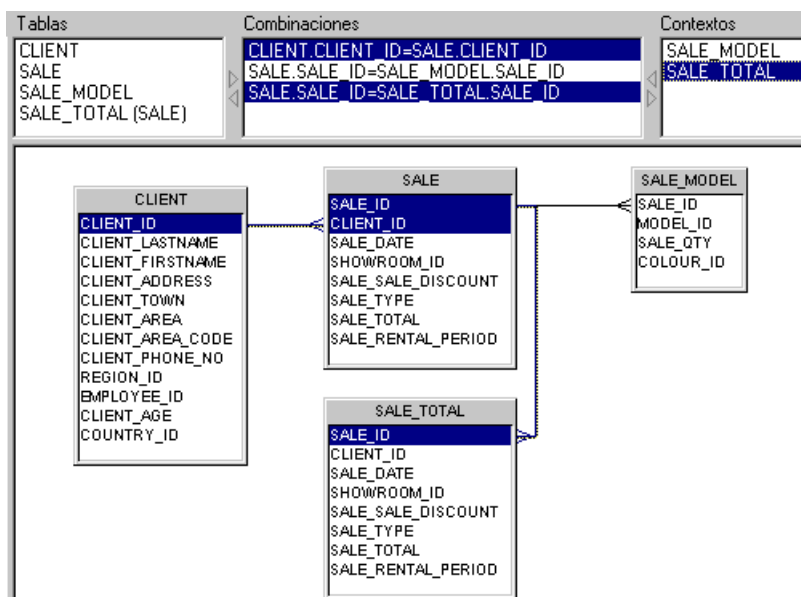 Tablas
CLIENT
SALE
SALE_MODEL
SALE_TOTAL (SALE)
Combinaciones
CLIENT.CLIENT_ID=SALE.CLIENT_ID
SALE.SALE_ID=SALE_MODEL.SALE_ID
SALE.SALE_ID=SALE_TOTAL.SALE_ID
Contextos
SALE_MODEL
SALE_TOTAL
CLIENT
CLIENT_ID
CLIENT_LASTNAME
CLIENT_FIRSTNAME
CLIENT_ADDRESS
CLIENT_TOWN
CLIENT_AREA
CLIENT_AREA_CODE
CLIENT_PHONE_NO
REGION_ID
EMPLOYEE_ID
CLIENT_AGE
COUNTRY_ID
SALE
SALE_ID
CLIENT_ID
SALE_DATE
SHOWROOM_ID
SALE_SALE_DISCOUNT
SALE_TYPE
SALE_TOTAL
SALE_RENTAL_PERIOD
SALE_MODEL
SALE_ID
MODEL_ID
SALE_QTY
COLOUR_ID
SALE_TOTAL
SALE_ID
CLIENT_ID
SALE_DATE
SHOWROOM_ID
SALE_SALE_DISCOUNT
SALE_TYPE
SALE_TOTAL
SALE_RENTAL_PERIOD